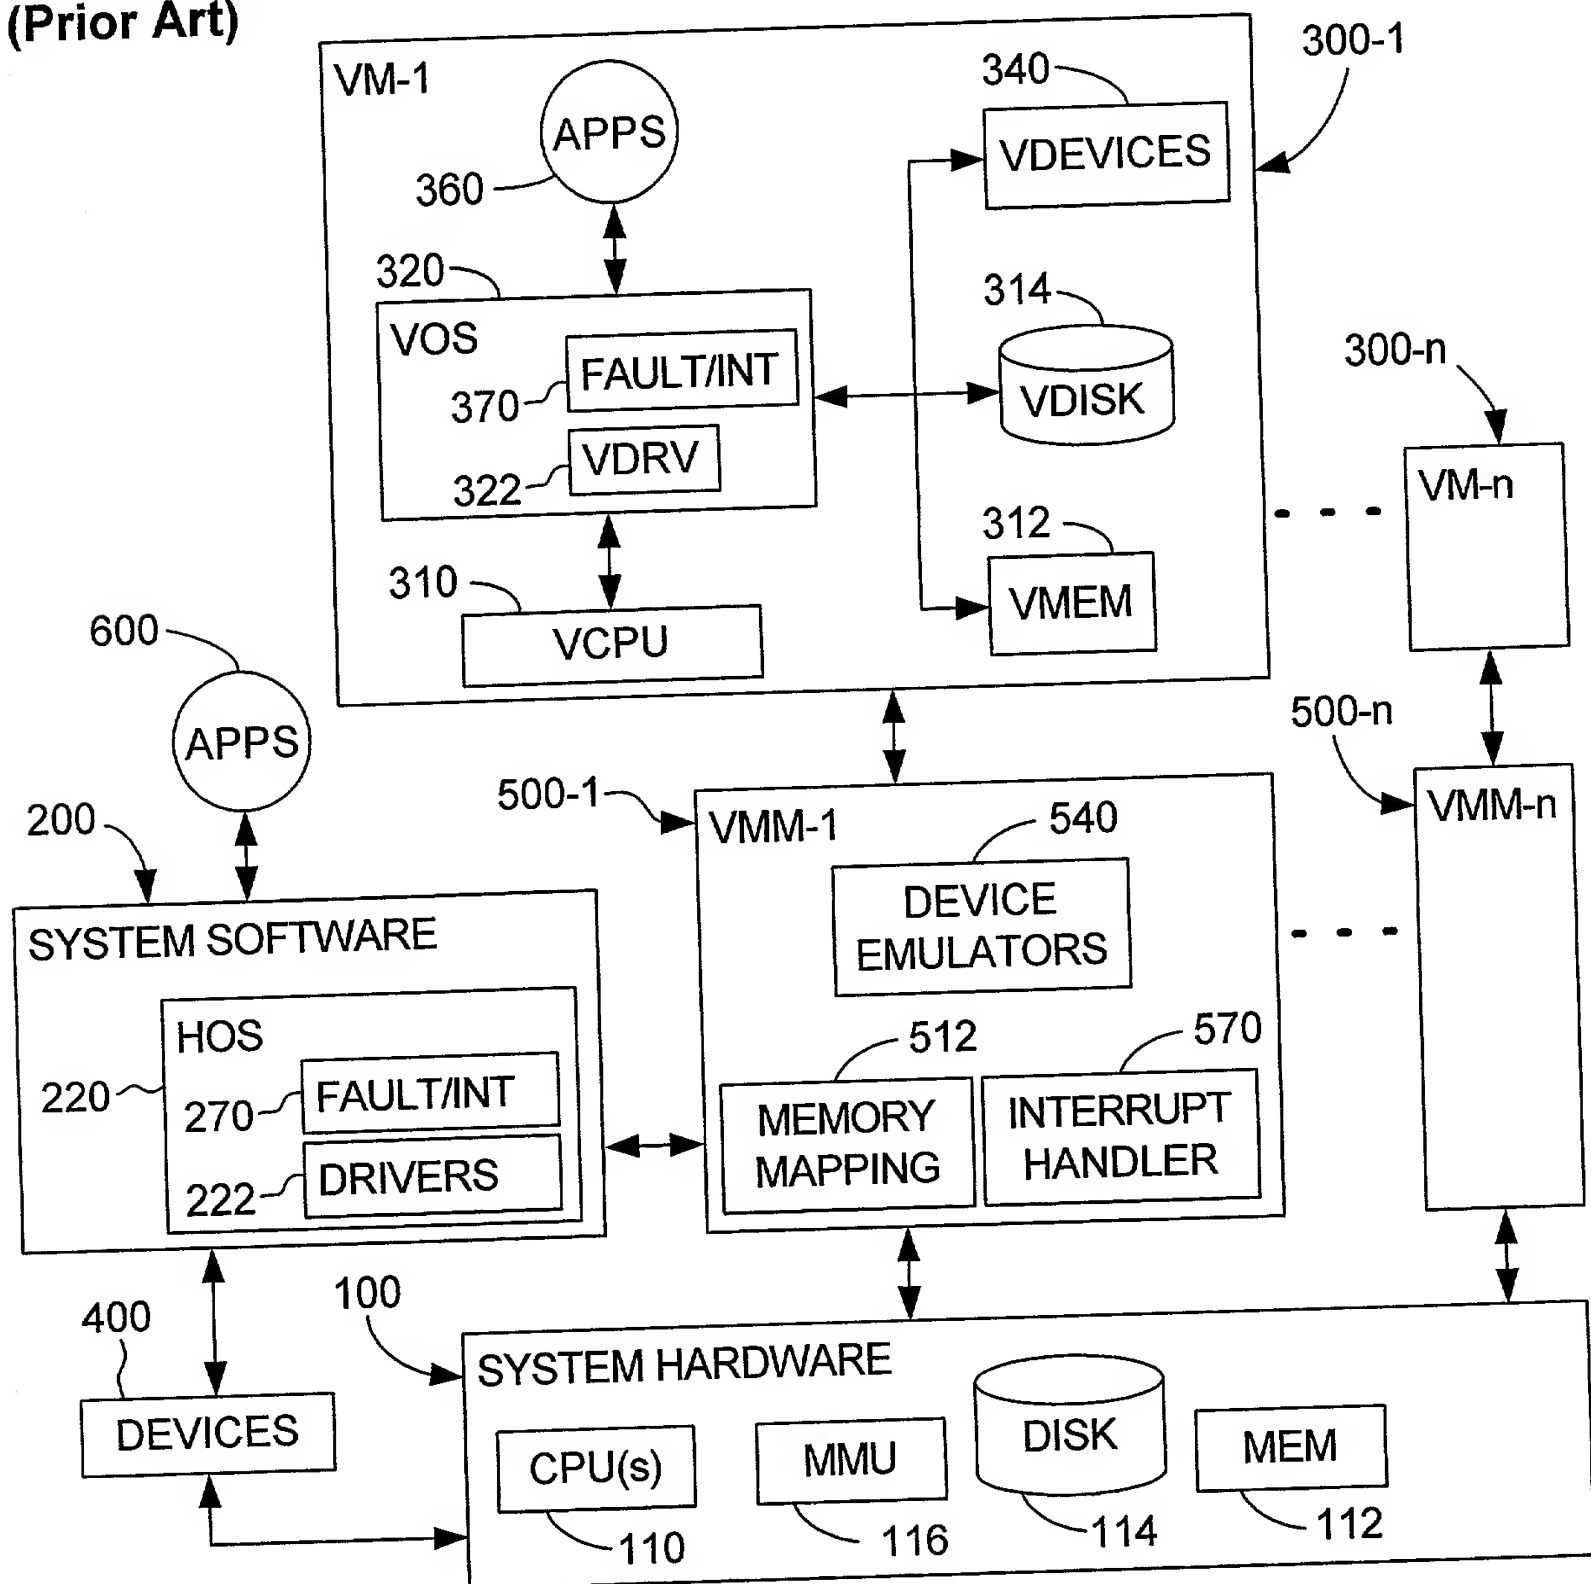 (Prior Art)
300-1
VM-1
340
APPS
VDEVICES
360
320
314
VOS
300-n
FAULT/INT
370
VDISK
VDRV
VM-n
322
312
310
VMEM
600
VCPU
500-n
APPS
500-1
VMM-n
200
VMM-1
540
DEVICE
EMULATORS
SYSTEM SOFTWARE
HOS
512
570
220
FAULT/INT
270
MEMORY
MAPPING
INTERRUPT
HANDLER
DRIVERS
222
100
400
SYSTEM HARDWARE
DEVICES
CPU(s)
MMU
DISK
MEM
110
116
114
112